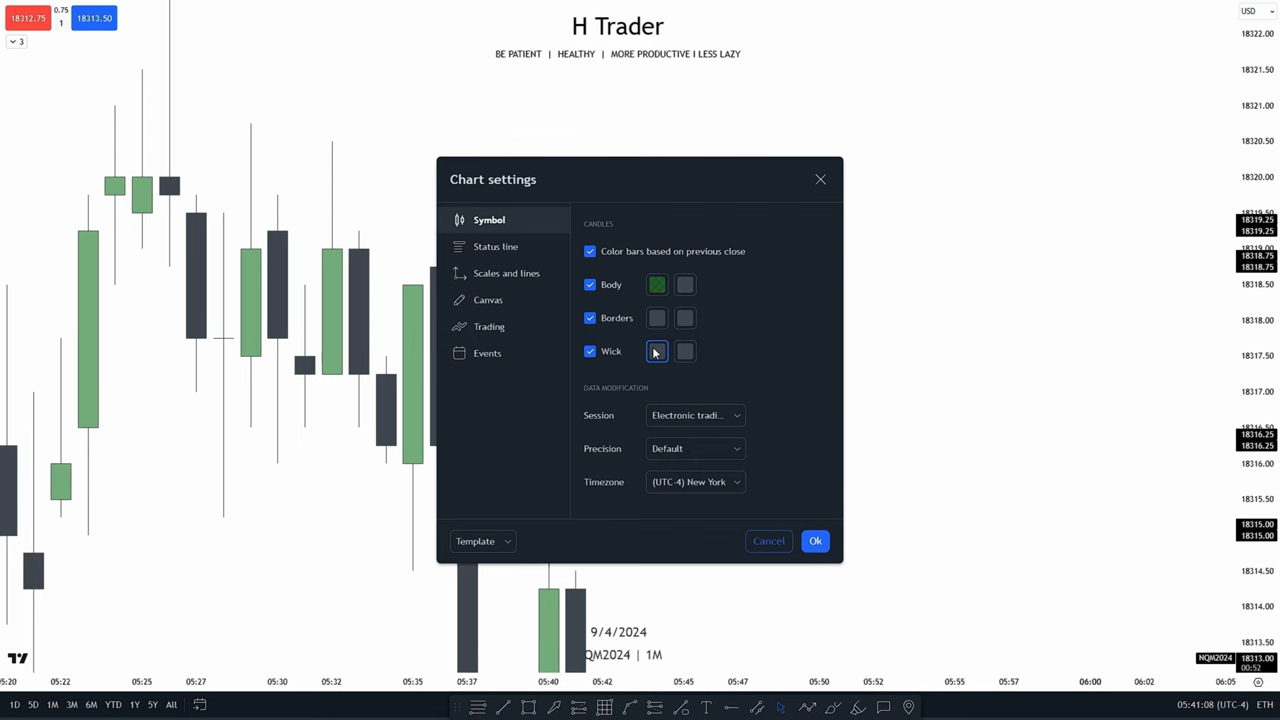 18312.75
0.75
1
18313.50
3
H Trader
BE PATIENT | HEALTHY | MORE PRODUCTIVE I LESS LAZY
USD
18322.00
18321.50
18321.00
18320.50
18320.00
18319.25
18319.25
18319.00
18318.75
18318.75
18318.50
18318.00
18317.50
18317.00
18316.25
18316.25
18316.00
18315.50
18315.00
18315.00
18314.50
18314.00
18313.50
NQM2024
18313.00
00:52
Chart settings
Symbol
Status line
Scales and lines
Canvas
Trading
Events
CANDLES
Color bars based on previous close
Body
Borders
Wick
DATA MODIFICATION
Session
Electronic tradi...
Precision
Default
Timezone
(UTC-4) New York
Template
Cancel
Ok
9/4/2024
NQM2024 | 1M
05:20 05:22 05:25 05:27 05:30 05:32 05:35 05:37 05:40 05:42 05:45 05:47 05:50 05:52 05:55 05:57 06:00 06:02 06:05
1D 5D 1M 3M 6M YTD 1Y 5Y All
05:41:08 (UTC-4) ETH